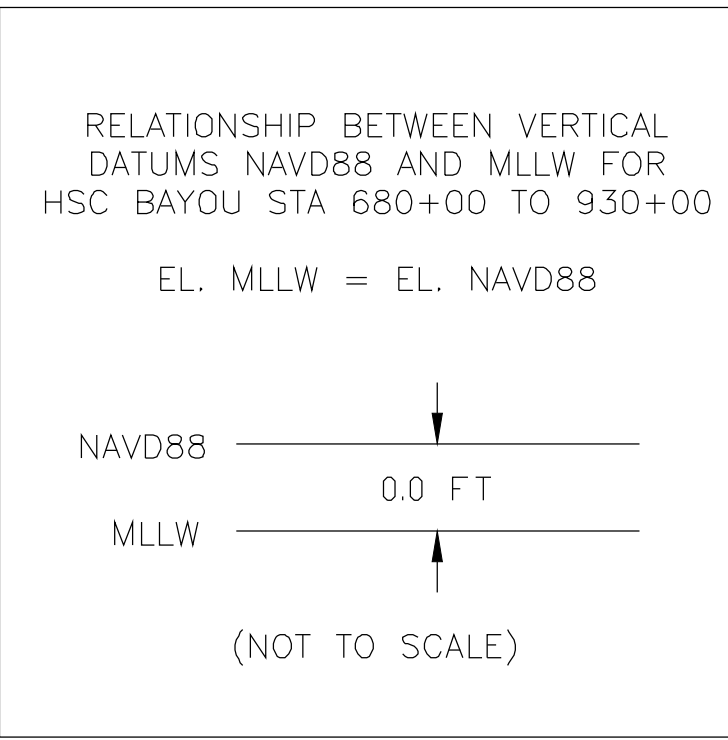 RELATIONSHIP BETWEEN VERTICAL
DATUMS NAVD88 AND MLLW FOR
HSC BAYOU STA 680+00 TO 930+00
EL. MLLW = EL. NAVD88
NAVD88
0.0 FT
MLLW
(NOT TO SCALE)